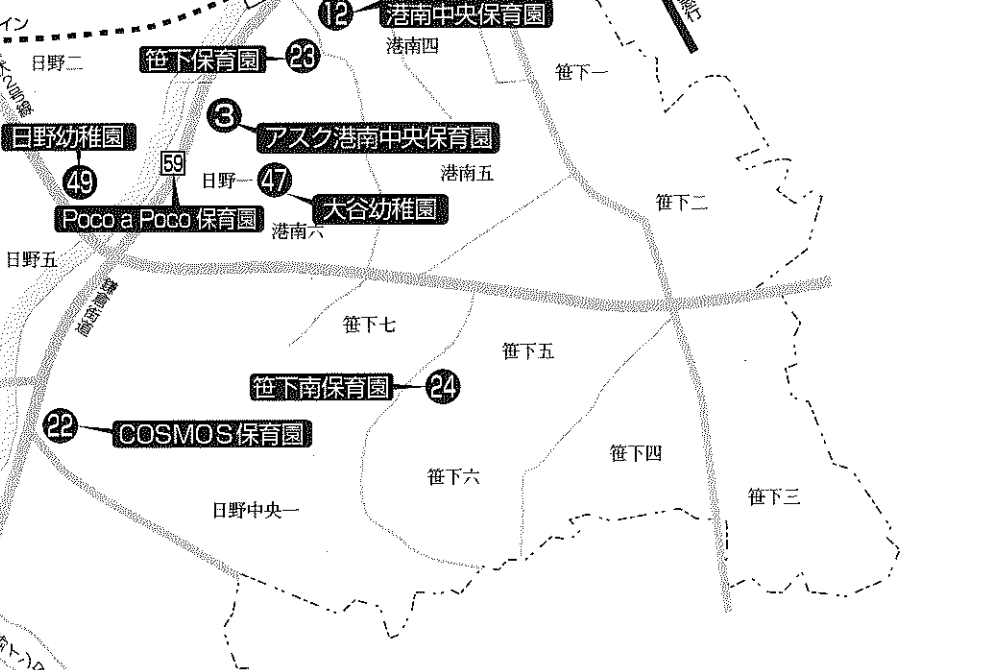 イン
12
港南中央保育園
港南四
日野二
笹下保育園
23
笹下一
3
アスク港南中央保育園
日野幼稚園
49
59
日野一
47
港南五
大谷幼稚園
笹下二
Poco a Poco 保育園
港南六
日野五
鎌倉街道
笹下七
笹下五
笹下南保育園
24
22
COSMOS保育園
笹下四
笹下六
笹下三
日野中央一